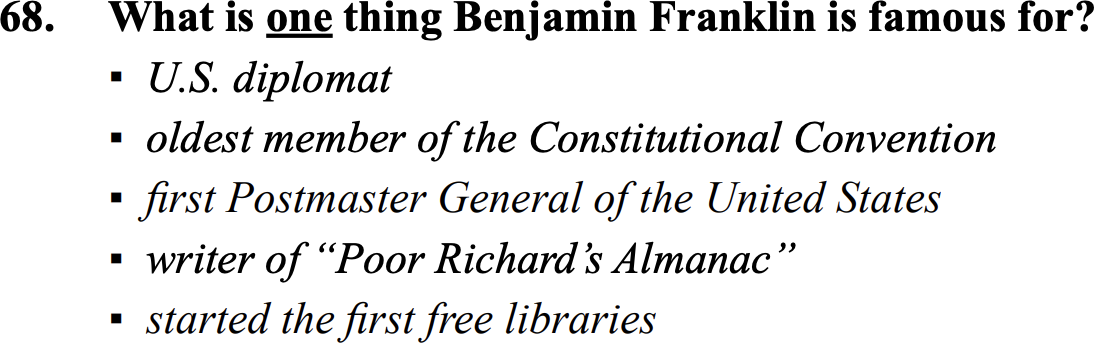 68. What is one thing Benjamin Franklin is famous for?
▪ U.S. diplomat
▪ oldest member of the Constitutional Convention
▪ first Postmaster General of the United States
▪ writer of “Poor Richard’s Almanac”
▪ started the first free libraries